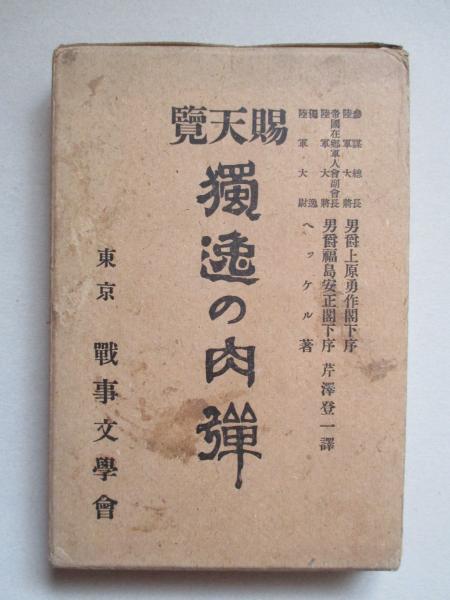 賜天覽
參謀總長
陸軍大將
男爵上原勇作閣下序
帝國在鄕軍人會副會長
陸軍大將
男爵福島安正閣下序
獨逸
陸軍大尉
ヘッケル著
芹澤登一譯
獨逸の肉彈
東京 戰事文學會